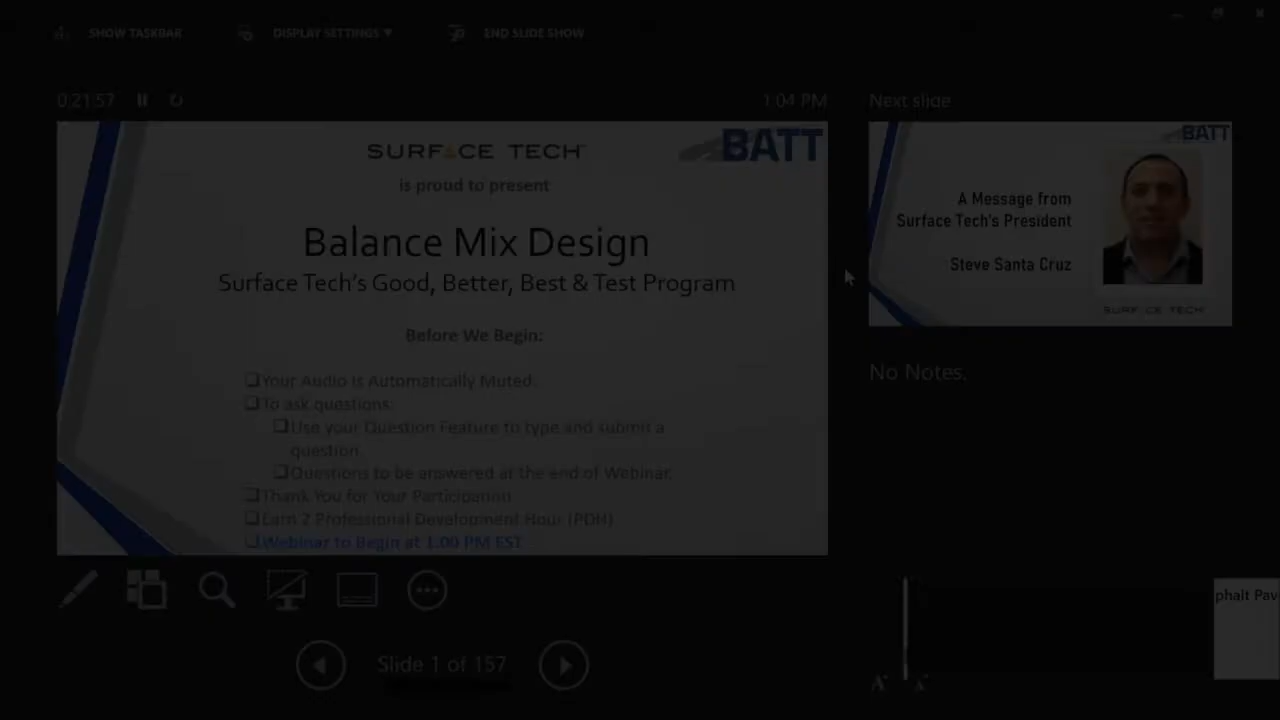 SHOW TASKBAR
DISPLAY SETTINGS ▼
END SLIDE SHOW
0:21:57
1:04 PM
Next slide
SURFACE TECH
BATT
is proud to present
Balance Mix Design
Surface Tech's Good, Better, Best & Test Program
Before We Begin:
❑Your Audio is Automatically Muted.
❑To ask questions:
❑Use your Question Feature to type and submit a
question.
❑Questions to be answered at the end of Webinar.
❑Thank You for Your Participation
❑Earn 2 Professional Development Hour (PDH)
❑Webinar to Begin at 1:00 PM EST
BATT
A Message from
Surface Tech's President
Steve Santa Cruz
SURFACE TECH
No Notes.
Slide 1 of 157
A A
phalt Pav